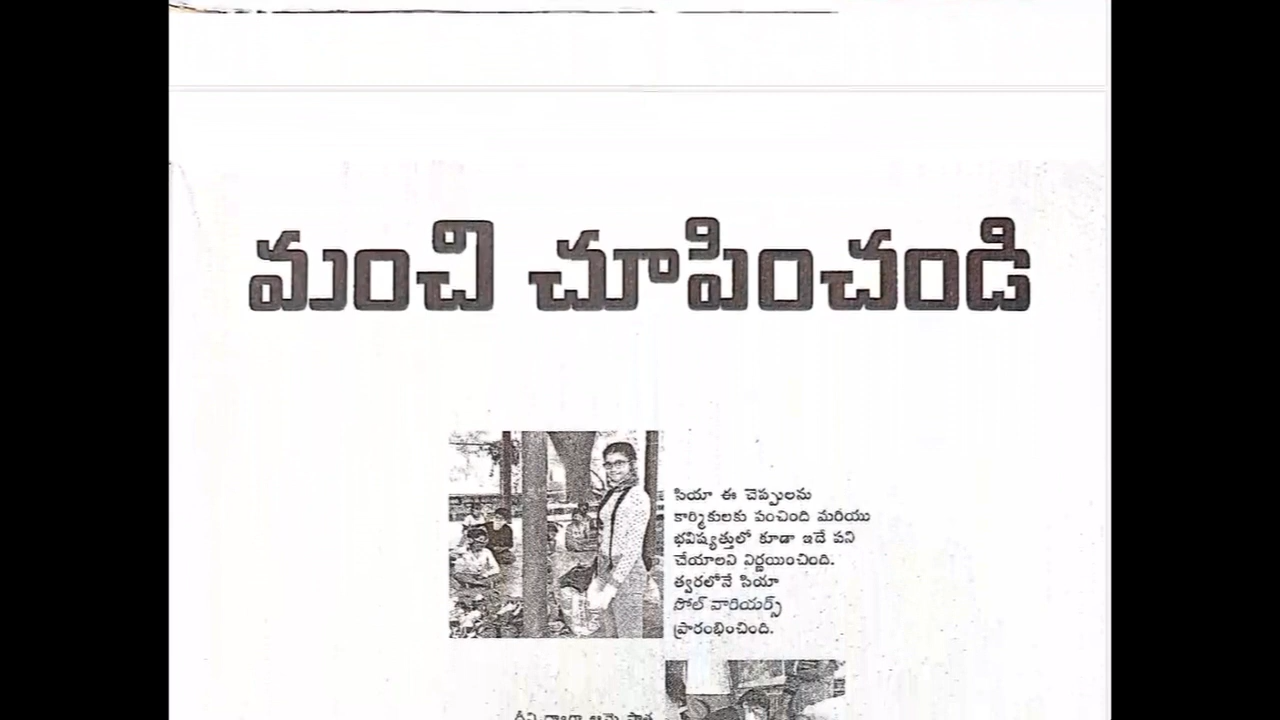 మంచి చూపించండి
సియా ఈ చెప్పులను
కార్మికులకు పంచింది మరియు
భవిష్యత్తులో కూడా ఇదే పని
చేయాలని నిర్ణయించింది.
త్వరలోనే సియా
సోల్ వారియర్స్
ప్రారంభించింది.